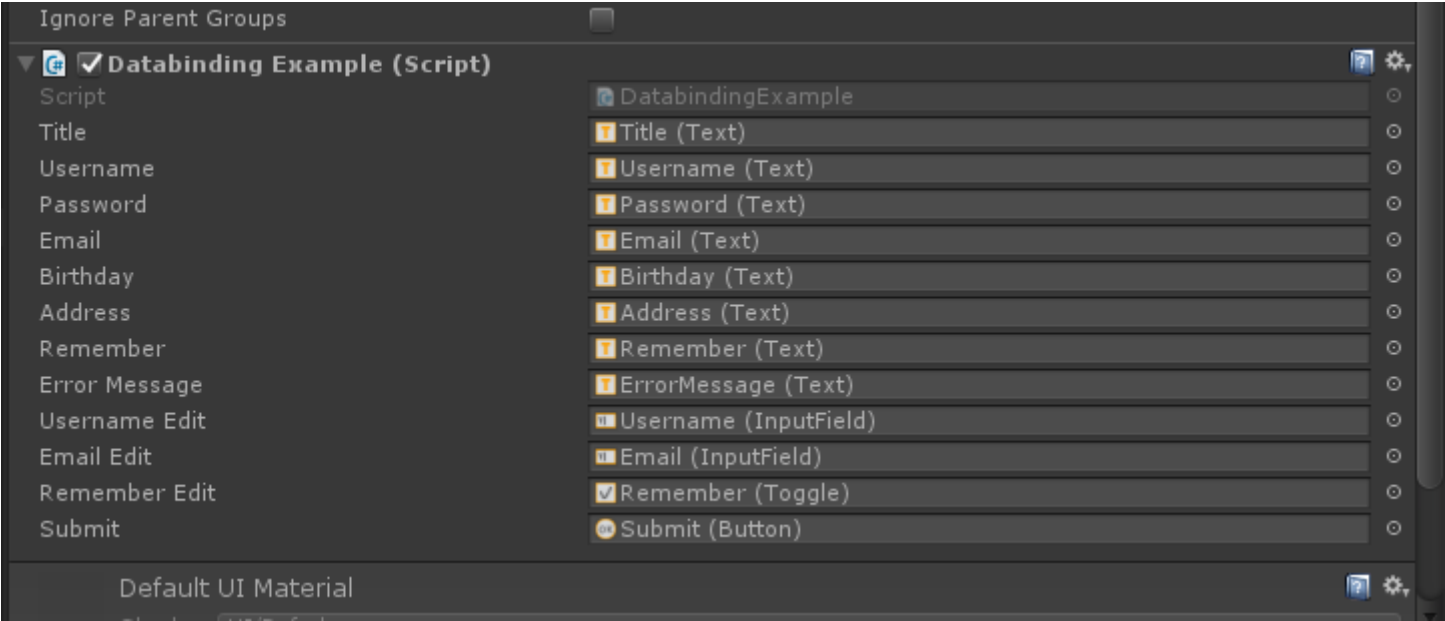 Ignore Parent Groups
Databinding Example (Script)
Script DatabindingExample
Title Title (Text)
Username Username (Text)
Password Password (Text)
Email Email (Text)
Birthday Birthday (Text)
Address Address (Text)
Remember Remember (Text)
Error Message ErrorMessage (Text)
Username Edit Username (InputField)
Email Edit Email (InputField)
Remember Edit Remember (Toggle)
Submit Submit (Button)
Default UI Material